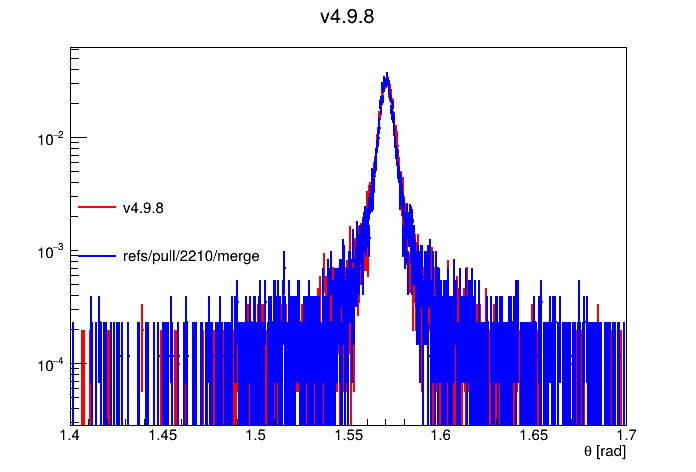 v4.9.8
10⁻²
v4.9.8
10⁻³
refs/pull/2210/merge
10⁻⁴
1.4 1.45 1.5 1.55 1.6 1.65 1.7
θ [rad]